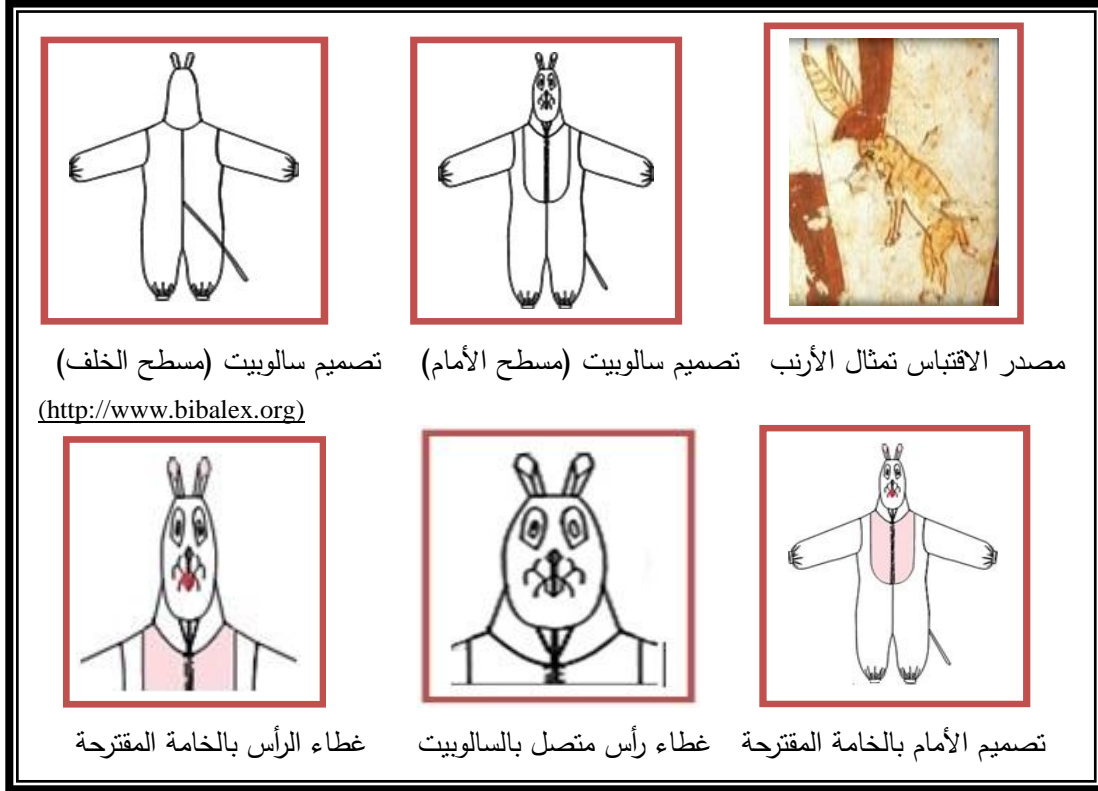 مصدر الاقتباس تمثال الأرنب تصميم سالوبيت (مسطح الأمام) تصميم سالوبيت (مسطح الخلف)
(http://www.bibalex.org)
تصميم الأمام بالخامة المقترحة غطاء رأس متصل بالسالوبيت غطاء الرأس بالخامة المقترحة